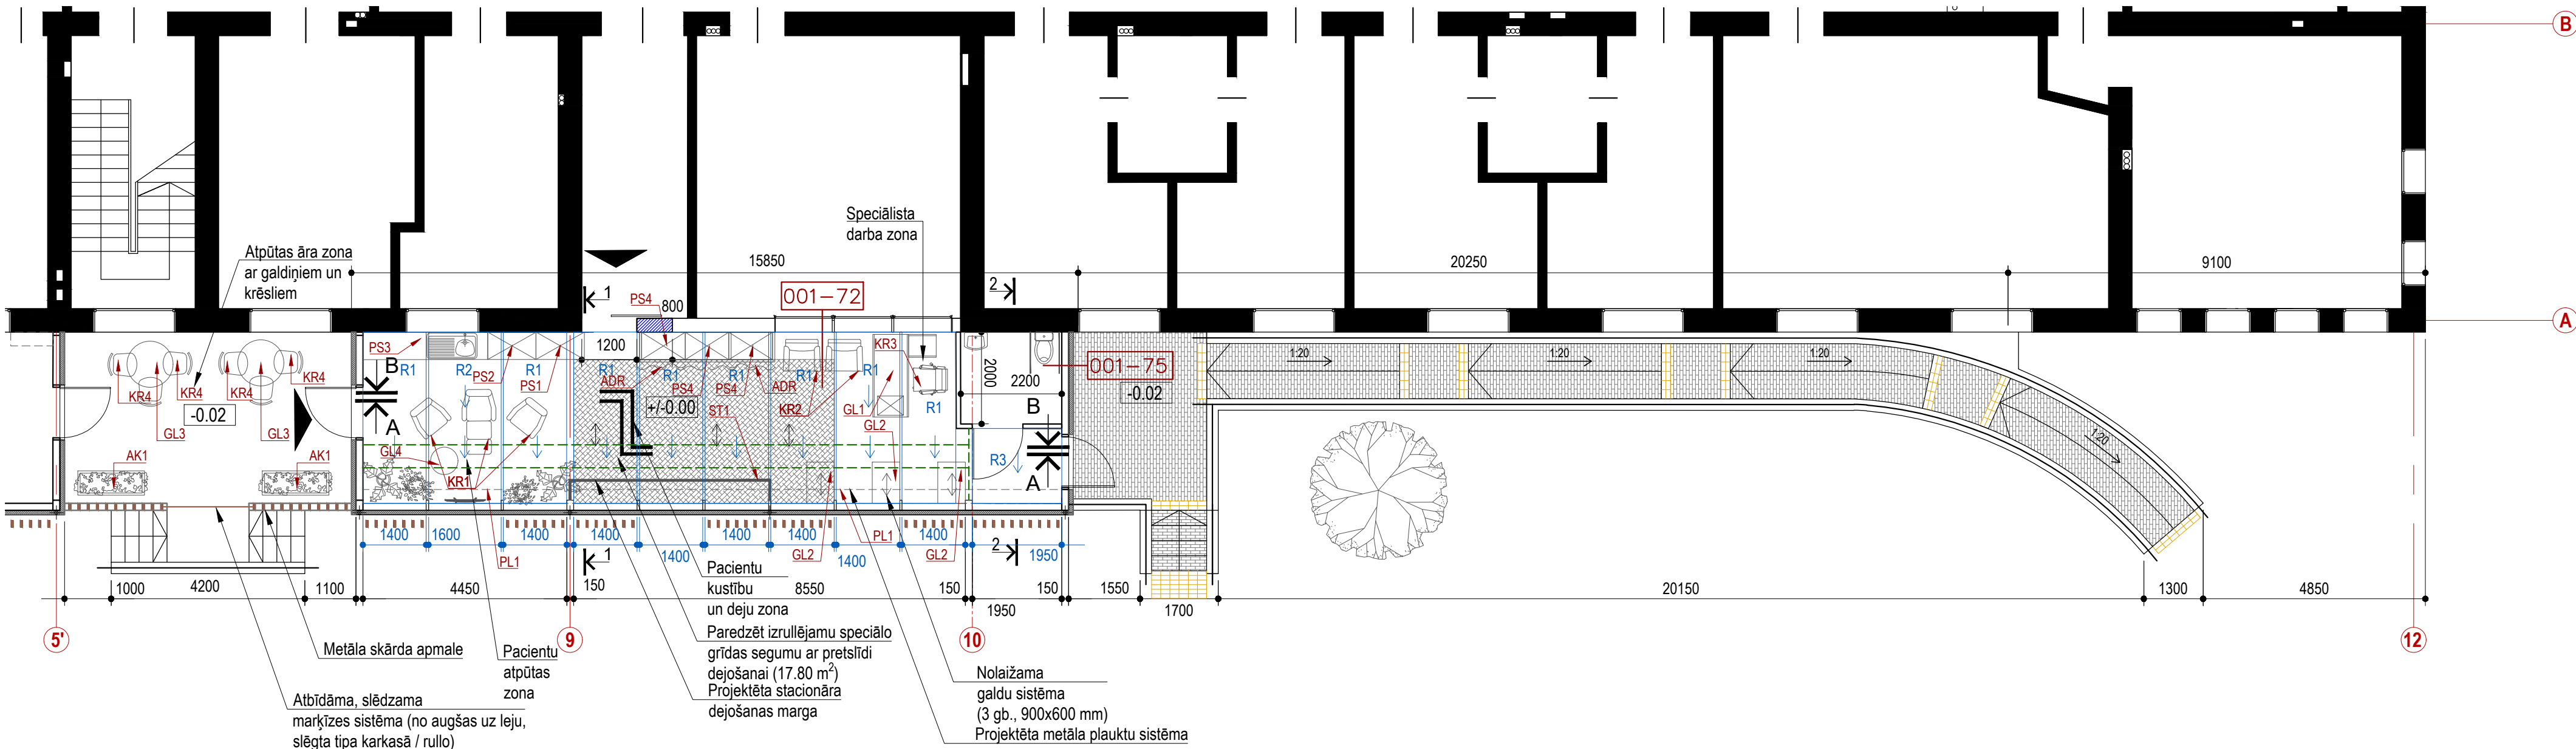 B
A
Speciālista
darba zona
Atpūtas āra zona
ar galdiņiem un
krēsliem
15850
20250
9100
1
2
PS4
800
001-72
1200
PS3
B
R1
R2
R1
R1
R1
R1
R1
R1
KR3
2000
2200
001-75
-0.02
1:20
1:20
1:20
1:20
KR4
KR4
KR4
KR4
-0.02
GL3
GL3
PS2
PS1
ADR
PS4
PS4
ADR
+/-0.00
ST1
KR2
GL1
R1
GL2
A
B
R3
A
AK1
AK1
GL4
KR1
1400
1600
1400
1400
1400
1400
1400
1400
1400
1950
PL1
GL2
PL1
GL2
1
2
1000
4200
1100
4450
150
8550
150
1950
150
1550
1700
20150
1300
4850
5'
9
10
12
Pacientu
kustību
un deju zona
Paredzēt izrullējamu speciālo
grīdas segumu ar pretslīdi
dejošanai (17.80 m²)
Projektēta stacionāra
dejošanas marga
Metāla skārda apmale
Pacientu
atpūtas
zona
Atbīdāma, slēdzama
marķīzes sistēma (no augšas uz leju,
slēgta tipa karkasā / rullo)
Nolaižama
galdu sistēma
(3 gb., 900x600 mm)
Projektēta metāla plauktu sistēma